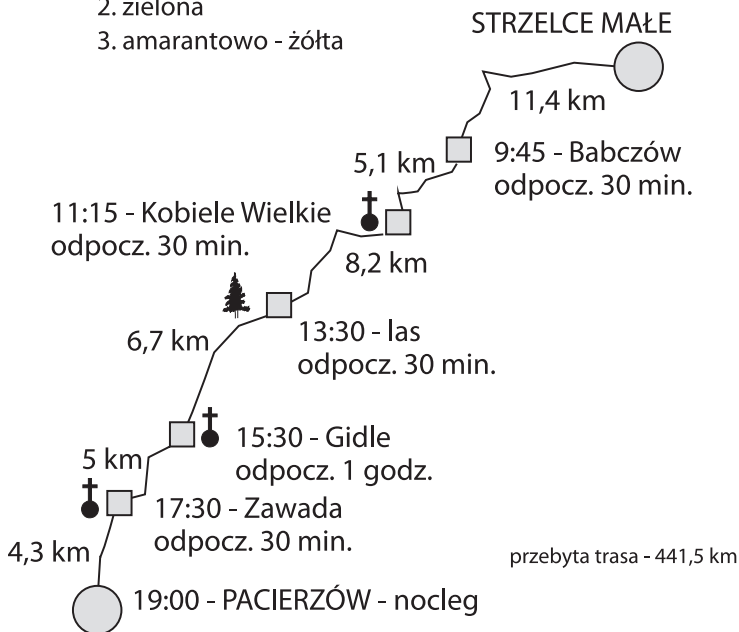 2. zielona
3. amarantowo - żółta
STRZELCE MAŁE
11,4 km
9:45 - Babczów
odpocz. 30 min.
5,1 km
11:15 - Kobiele Wielkie
odpocz. 30 min.
8,2 km
13:30 - las
odpocz. 30 min.
6,7 km
15:30 - Gidle
odpocz. 1 godz.
5 km
17:30 - Zawada
odpocz. 30 min.
4,3 km
przebyta trasa - 441,5 km
19:00 - PACIERZÓW - nocleg